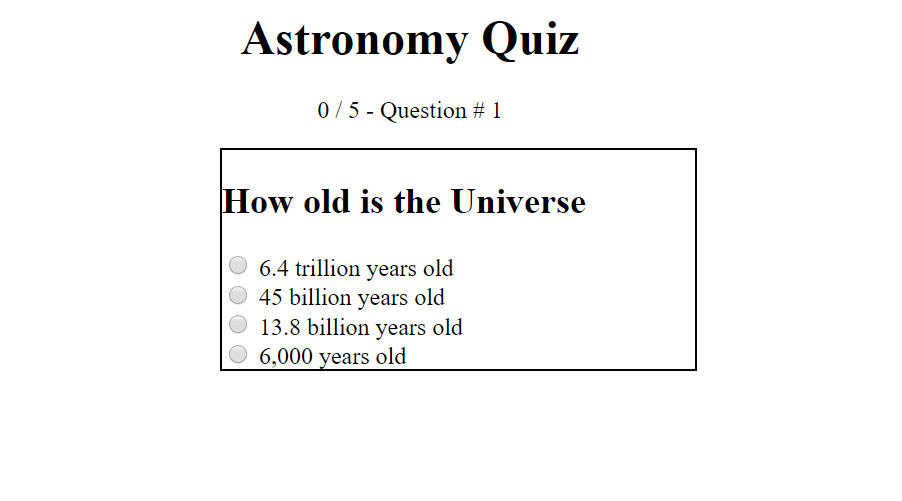 Astronomy Quiz
0 / 5 - Question # 1
How old is the Universe
6.4 trillion years old
45 billion years old
13.8 billion years old
6,000 years old